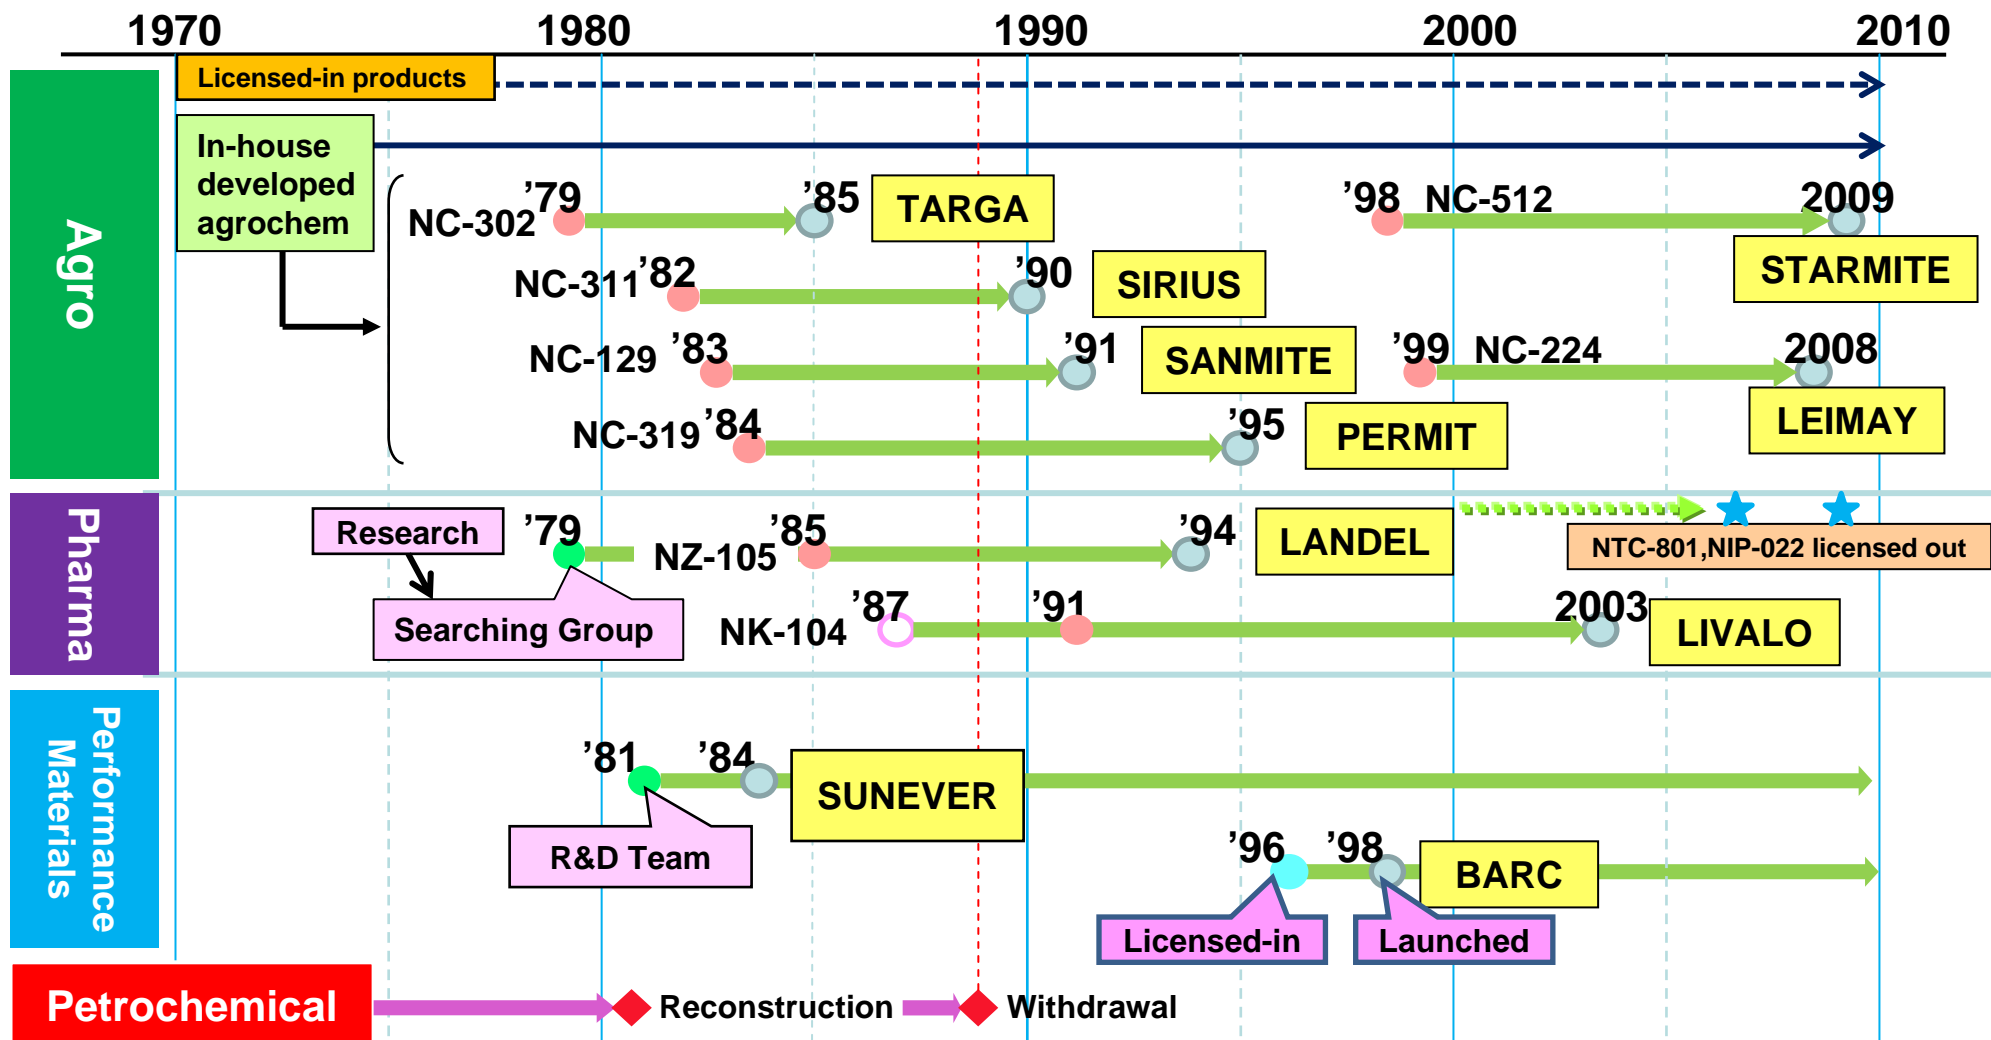 1970 1980 1990 2000 2010
Licensed-in products
In-house
developed
agrochem
Agro
NC-302 '79 '85 TARGA
'98 NC-512 2009
STARMITE
NC-311 '82 '90 SIRIUS
NC-129 '83 '91 SANMITE
'99 NC-224 2008
LEIMAY
NC-319 '84 '95 PERMIT
Pharma
Research
'79 NZ-105 '85 '94 LANDEL
NTC-801,NIP-022 licensed out
Searching Group
NK-104 '87 '91 2003 LIVALO
Performance
Materials
'81 '84 SUNEVER
R&D Team
'96 '98 BARC
Licensed-in Launched
Petrochemical Reconstruction Withdrawal